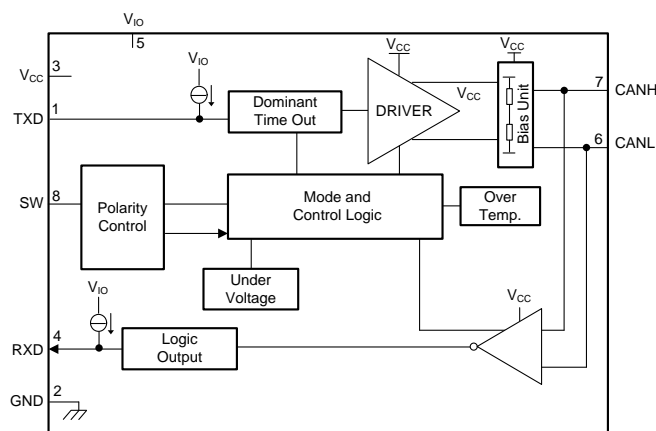 VIO
5
VCC
3
VIO
VCC
VCC
VCC
7
CANH
TXD
1
Dominant
Time Out
DRIVER
Bias Unit
6
CANL
SW
8
Polarity
Control
Mode and
Control Logic
Over
Temp.
Under
Voltage
VIO
VCC
RXD
4
Logic
Output
GND
2